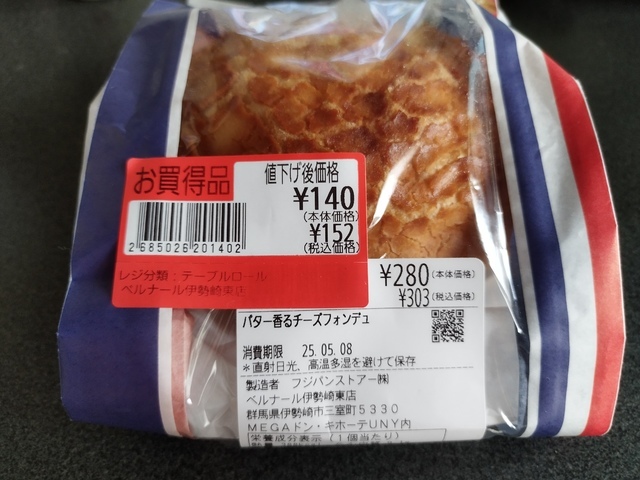 お買得品
値下げ後価格
¥140
(本体価格)
¥152
(税込価格)
2 685026 201402
レジ分類:テーブルロール
ベルナール伊勢崎東店
¥280(本体価格)
¥303(税込価格)
バター香るチーズフォンデュ
消費期限 25.05.08
*直射日光、高温多湿を避けて保存
製造者 フジパンストアー㈱
ベルナール伊勢崎東店
群馬県伊勢崎市三室町5330
MEGAドン・キホーテUNY内
栄養成分表示(1個当たり)